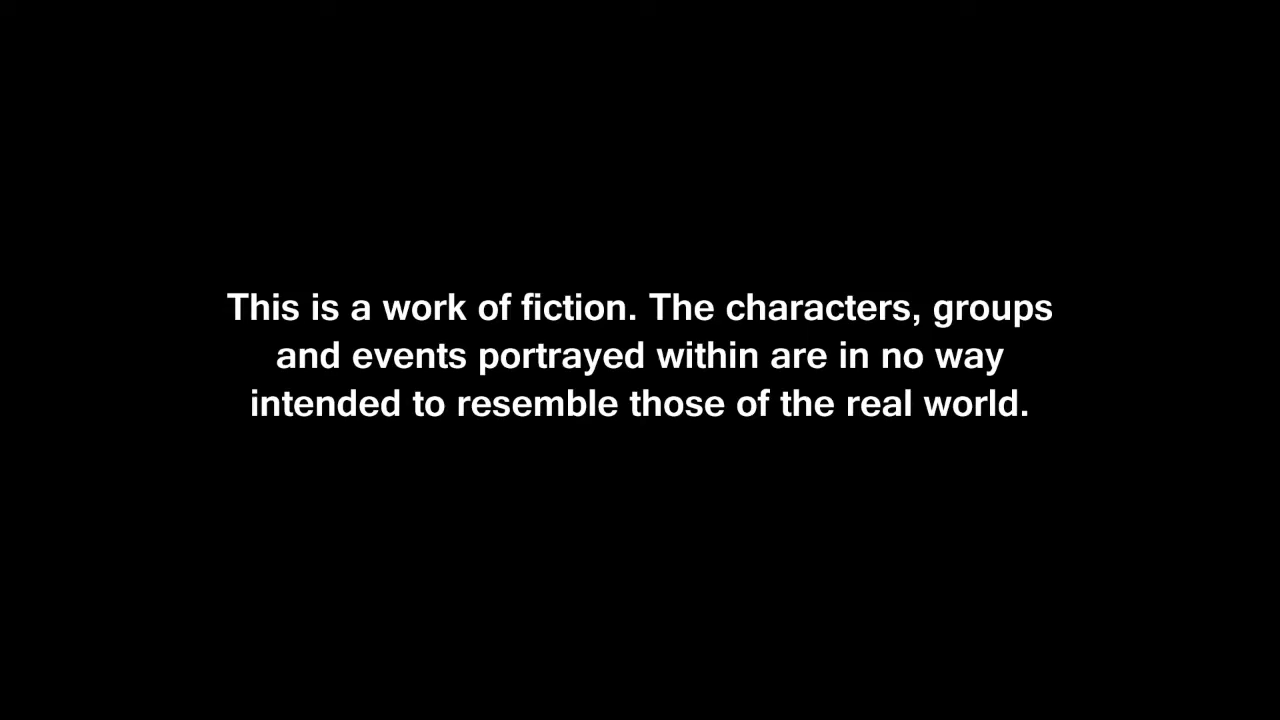 This is a work of fiction. The characters, groups
and events portrayed within are in no way
intended to resemble those of the real world.